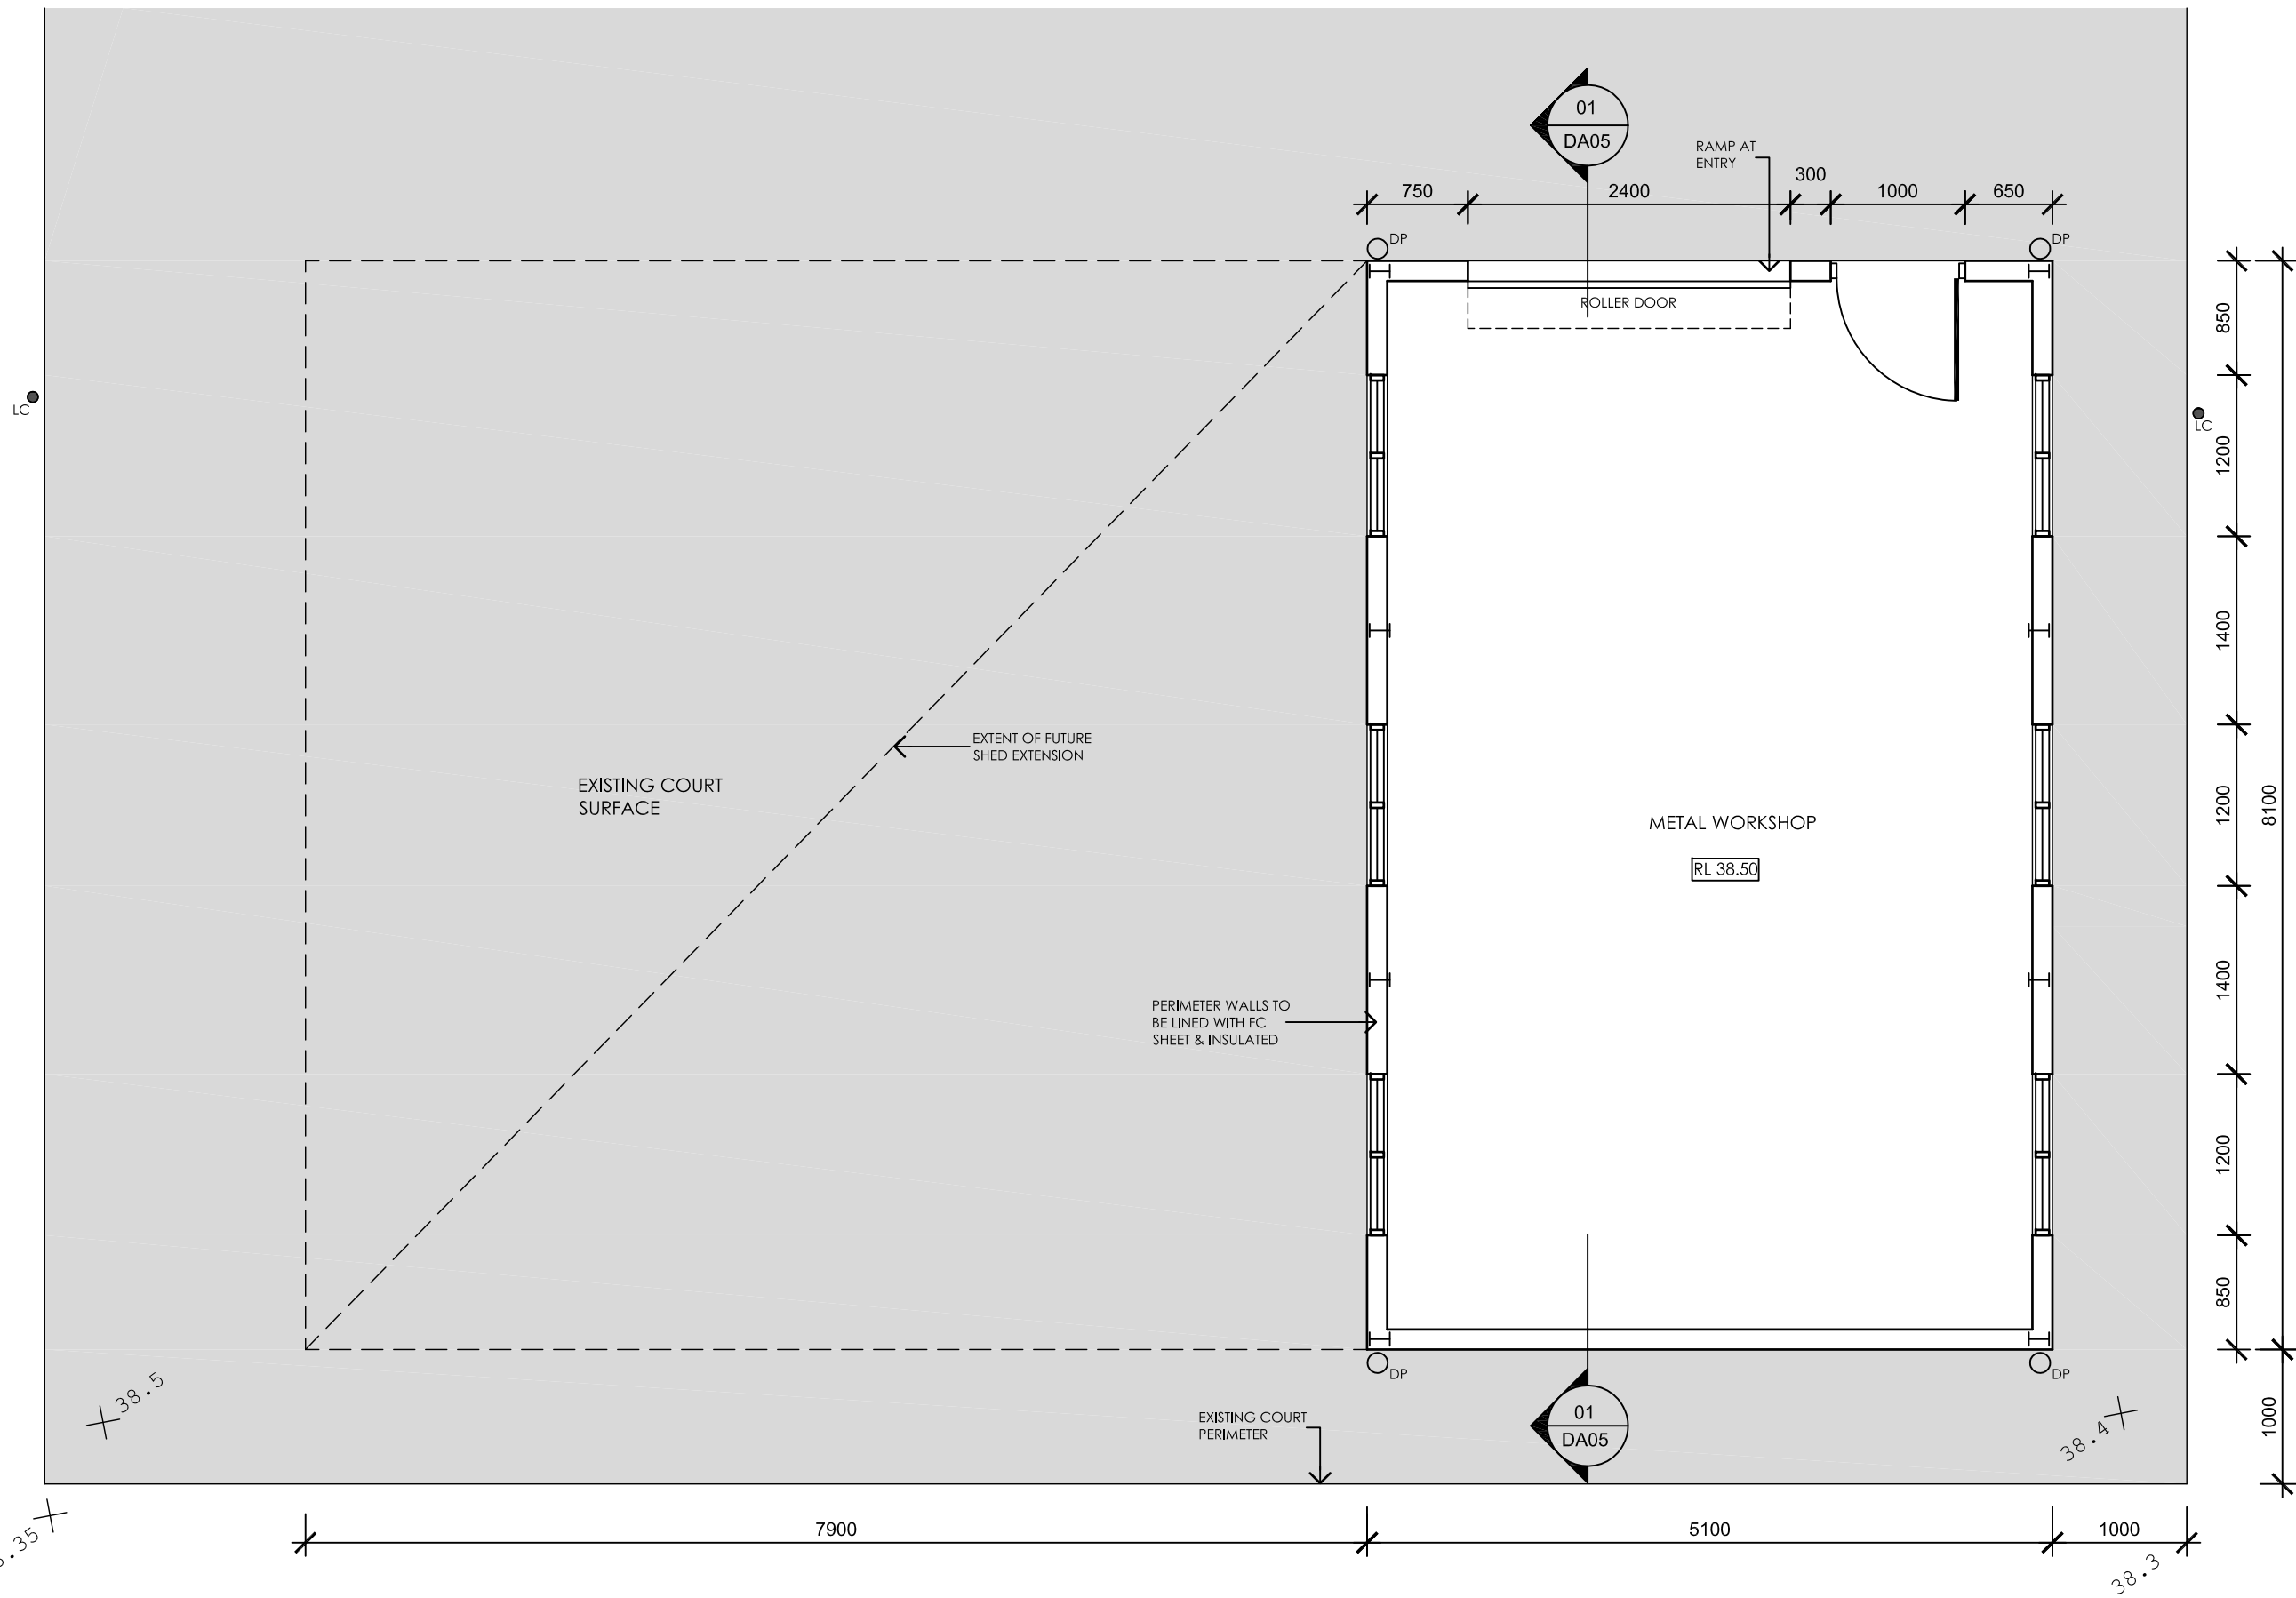 01
DA05
RAMP AT
ENTRY
750
2400
300
1000
650
DP
DP
ROLLER DOOR
LC
LC
850
1200
1400
1200
1400
1200
850
8100
1000
EXTENT OF FUTURE
SHED EXTENSION
EXISTING COURT
SURFACE
METAL WORKSHOP
RL 38.50
PERIMETER WALLS TO
BE LINED WITH FC
SHEET & INSULATED
DP
DP
38.5
38.4
EXISTING COURT
PERIMETER
01
DA05
7900
5100
1000
.35
38.3